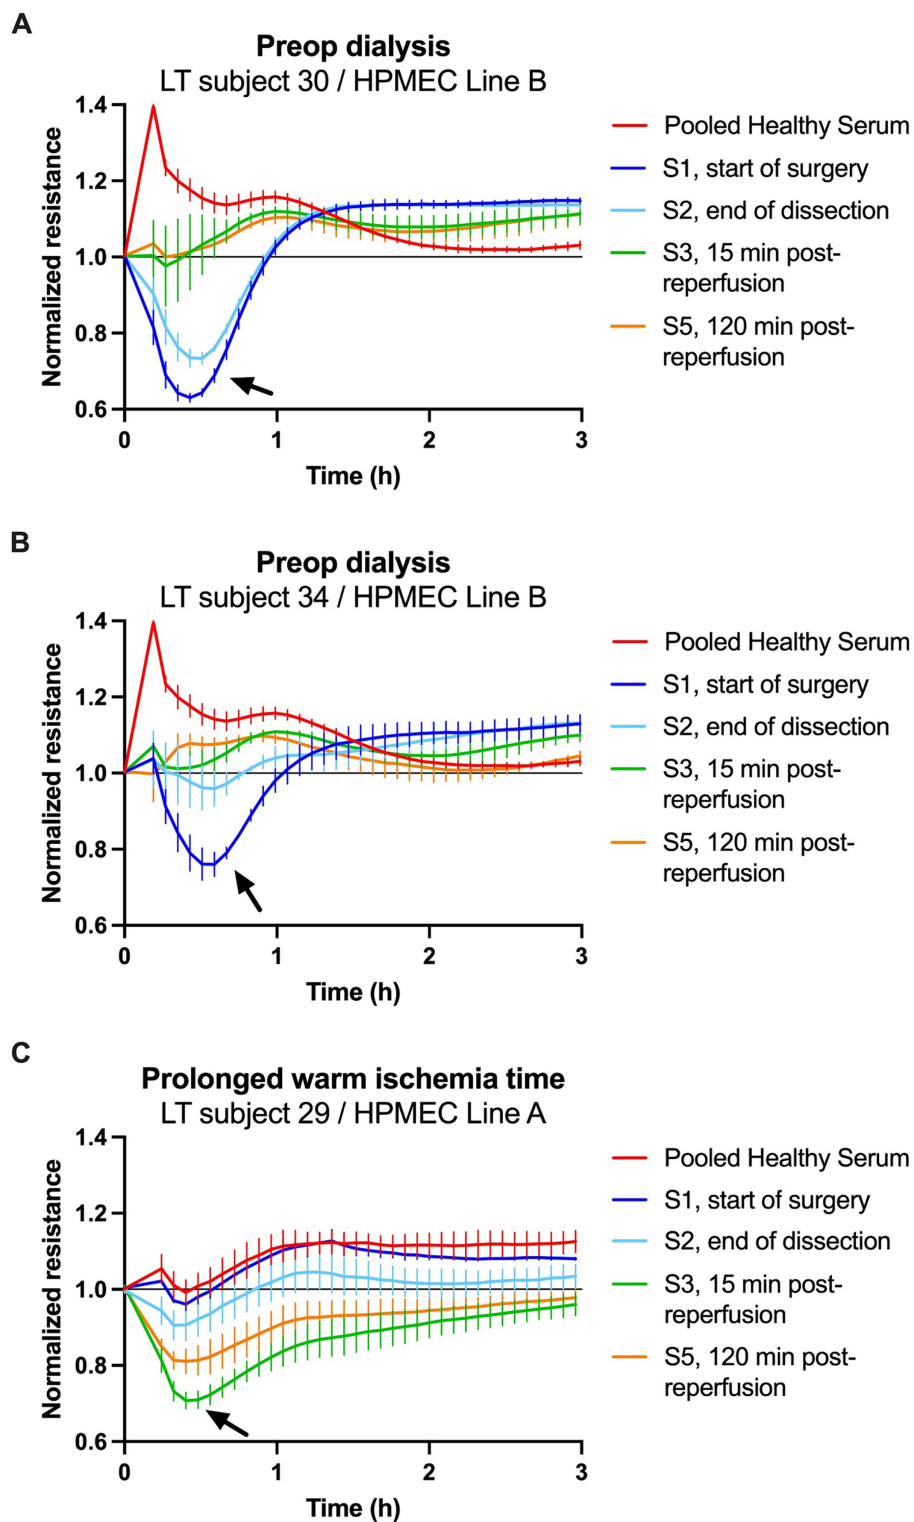 A
Preop dialysis
LT subject 30 / HPMEC Line B
Normalized resistance
1.4
1.2
1.0
0.8
0.6
0
1
2
3
Time (h)
Pooled Healthy Serum
S1, start of surgery
S2, end of dissection
S3, 15 min post-
reperfusion
S5, 120 min post-
reperfusion
B
Preop dialysis
LT subject 34 / HPMEC Line B
Normalized resistance
1.4
1.2
1.0
0.8
0.6
0
1
2
3
Time (h)
Pooled Healthy Serum
S1, start of surgery
S2, end of dissection
S3, 15 min post-
reperfusion
S5, 120 min post-
reperfusion
C
Prolonged warm ischemia time
LT subject 29 / HPMEC Line A
Normalized resistance
1.4
1.2
1.0
0.8
0.6
0
1
2
3
Time (h)
Pooled Healthy Serum
S1, start of surgery
S2, end of dissection
S3, 15 min post-
reperfusion
S5, 120 min post-
reperfusion